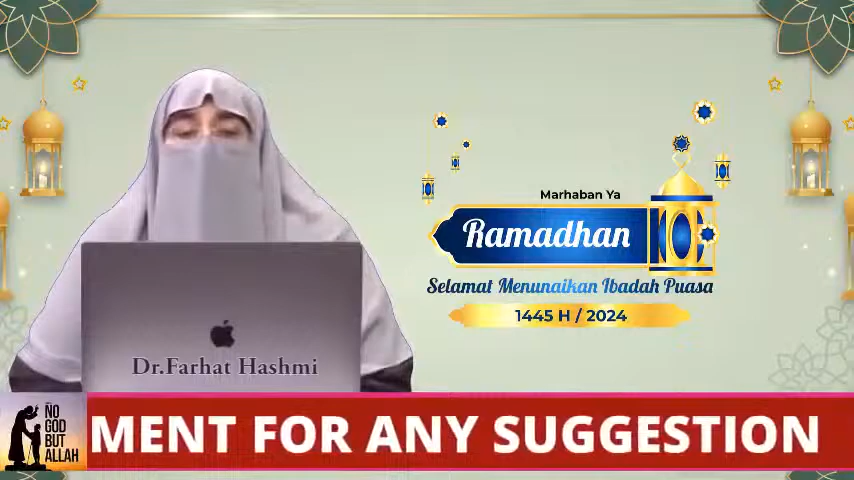 Marhaban Ya
Ramadhan
Selamat Menunaikan Ibadah Puasa
1445 H / 2024
Dr.Farhat Hashmi
NO
GOD
BUT
ALLAH
MENT FOR ANY SUGGESTION